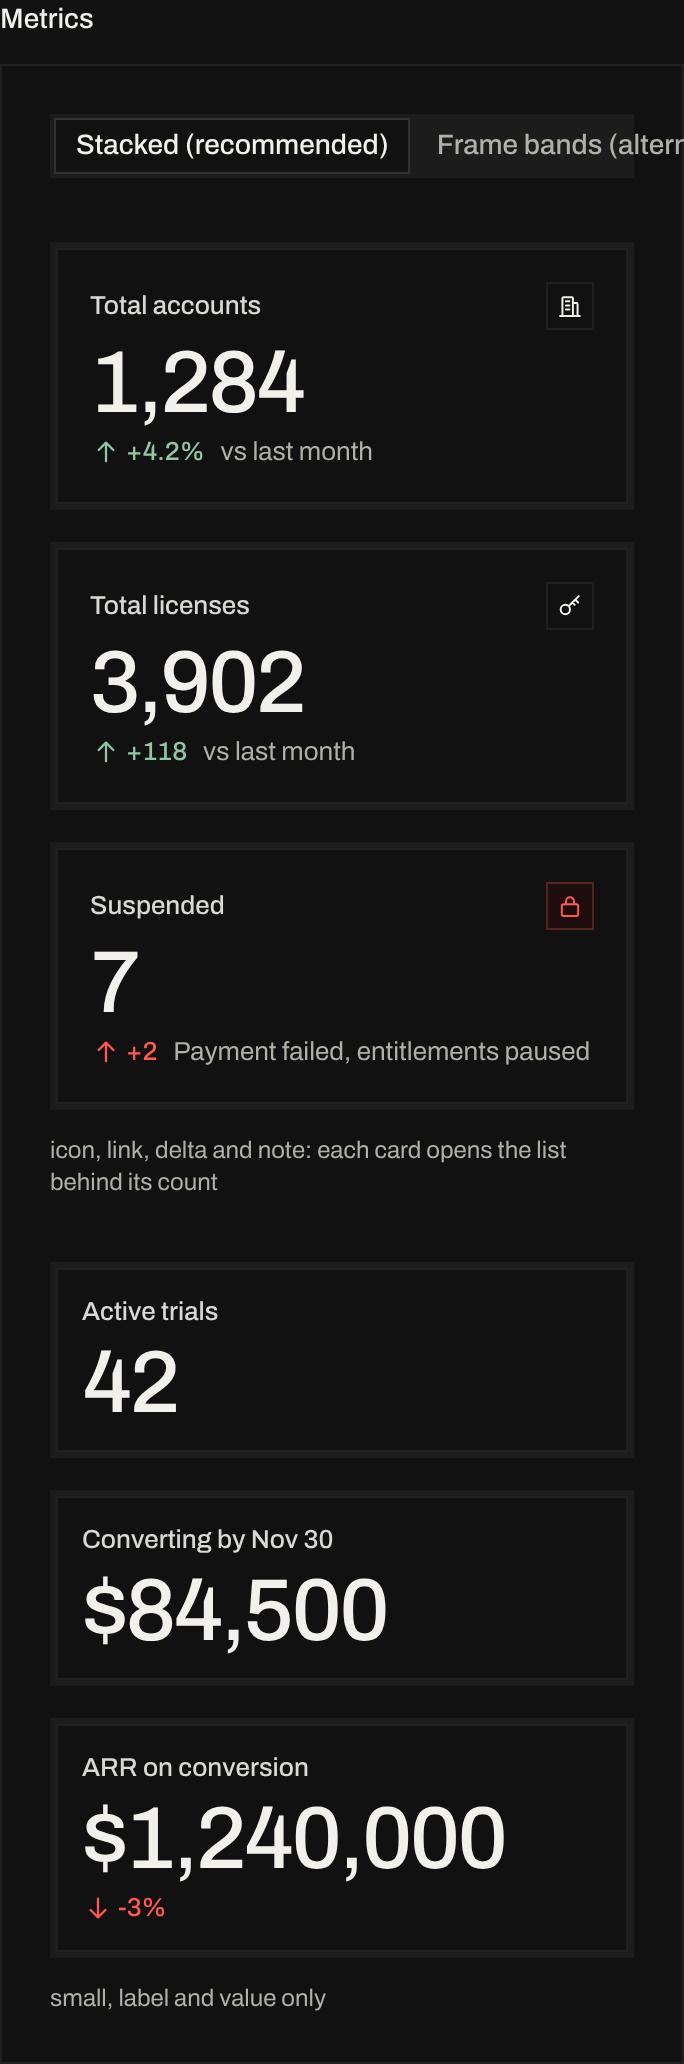 Metrics
Stacked (recommended) Frame bands (altern
Total accounts
1,284
↑ +4.2% vs last month
Total licenses
3,902
↑ +118 vs last month
Suspended
7
↑ +2 Payment failed, entitlements paused
icon, link, delta and note: each card opens the list
behind its count
Active trials
42
Converting by Nov 30
$84,500
ARR on conversion
$1,240,000
↓ -3%
small, label and value only